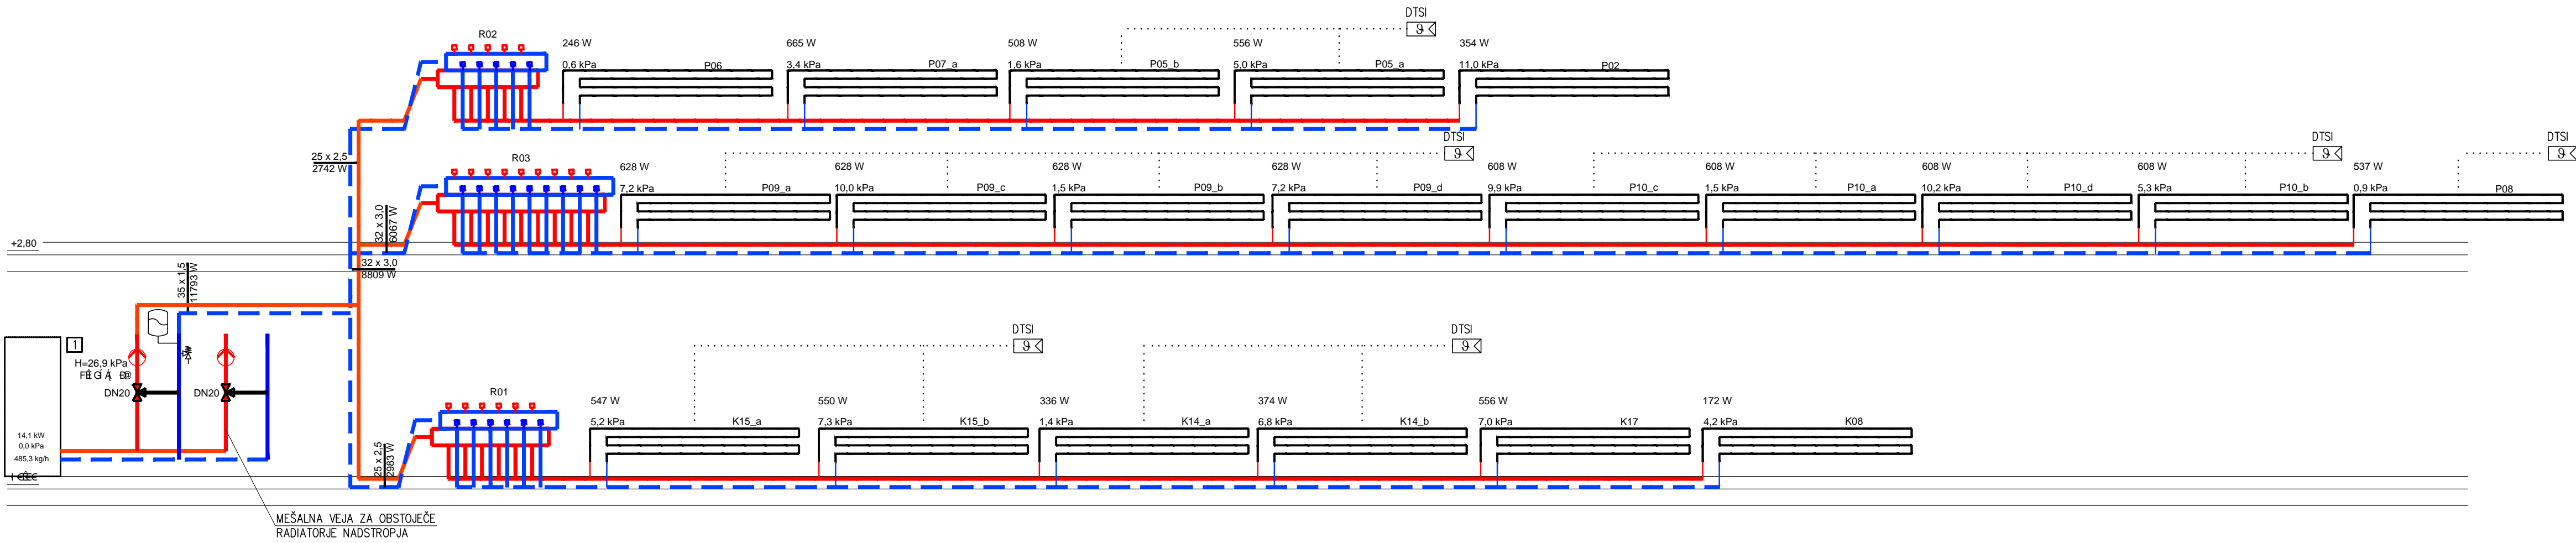 DTSI
R02
246 W
665 W
508 W
556 W
354 W
0,6 kPa
P06
3,4 kPa
P07_a
1,6 kPa
P05_b
5,0 kPa
P05_a
11,0 kPa
P02
DTSI
DTSI
DTSI
25 x 2,5
2742 W
R03
628 W
628 W
628 W
628 W
608 W
608 W
608 W
608 W
537 W
7,2 kPa
P09_a
10,0 kPa
P09_c
1,5 kPa
P09_b
7,2 kPa
P09_d
9,9 kPa
P10_c
1,5 kPa
P10_a
10,2 kPa
P10_d
5,3 kPa
P10_b
0,9 kPa
P08
32 x 3,0
6067 W
+2,80
32 x 3,0
8809 W
35 x 1,5
11793 W
DTSI
DTSI
1
H=26,9 kPa
DN20
DN20
R01
547 W
550 W
336 W
374 W
556 W
172 W
5,2 kPa
K15_a
7,3 kPa
K15_b
1,4 kPa
K14_a
6,8 kPa
K14_b
7,0 kPa
K17
4,2 kPa
K08
14,1 kW
0,0 kPa
485,3 kg/h
25 x 2,5
2983 W
MEŠALNA VEJA ZA OBSTOJEČE
RADIATORJE NADSTROPJA